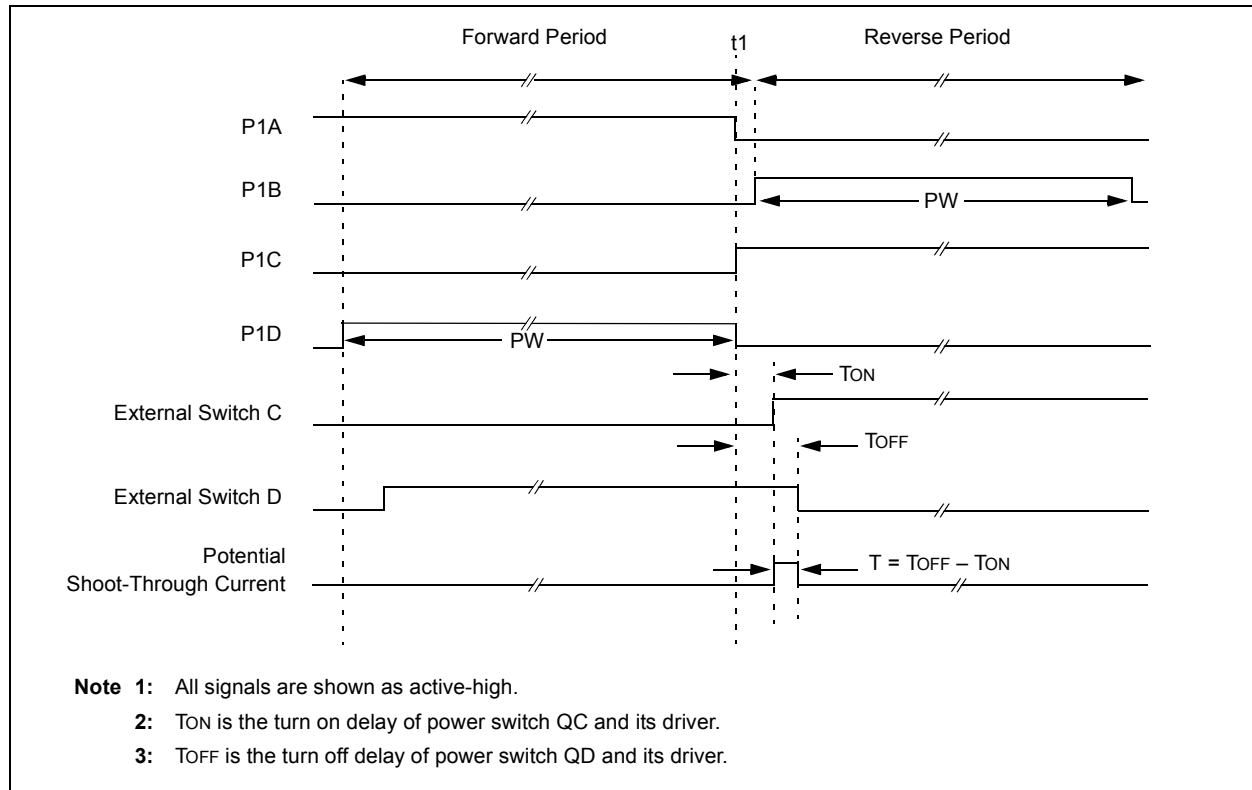 Forward Period
t1
Reverse Period
P1A
P1B
PW
P1C
P1D
PW
TON
External Switch C
TOFF
External Switch D
Potential
Shoot-Through Current
T = TOFF – TON
Note 1: All signals are shown as active-high.
2: TON is the turn on delay of power switch QC and its driver.
3: TOFF is the turn off delay of power switch QD and its driver.